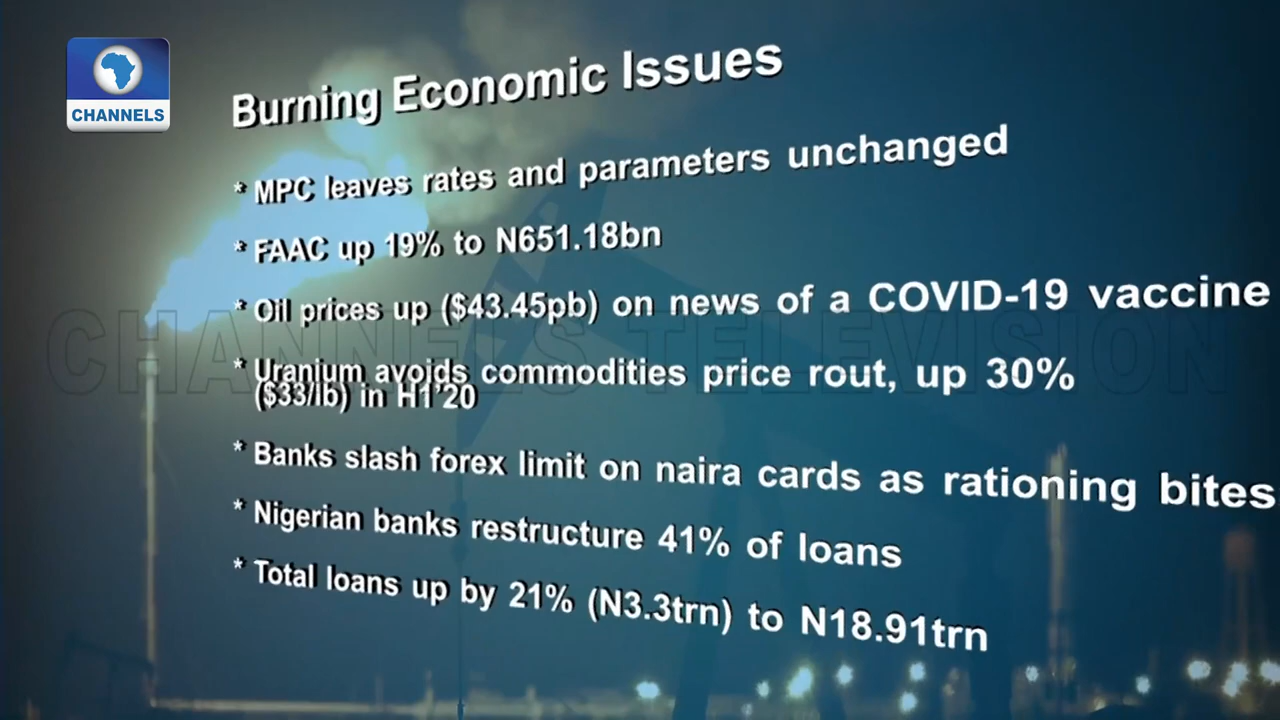 CHANNELS
Burning Economic Issues
* MPC leaves rates and parameters unchanged
* FAAC up 19% to N651.18bn
* Oil prices up ($43.45pb) on news of a COVID-19 vaccine
CHANNELS TELEVISION
* Uranium avoids commodities price rout, up 30%
($33/lb) in H1'20
* Banks slash forex limit on naira cards as rationing bites
* Nigerian banks restructure 41% of loans
* Total loans up by 21% (N3.3trn) to N18.91trn